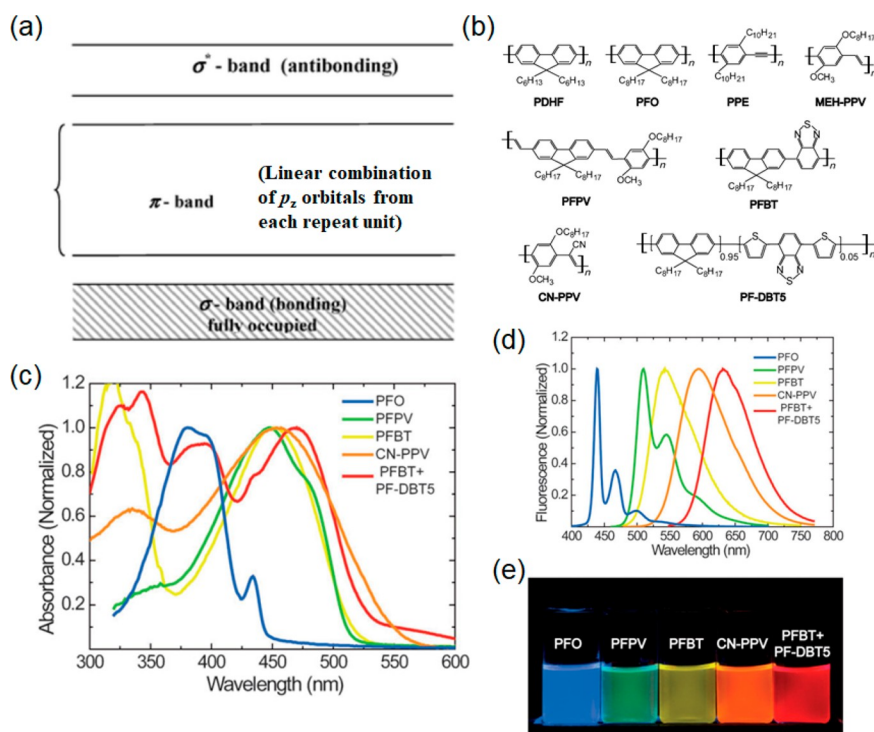 (a)
σ* - band (antibonding)
π - band
(Linear combination
of pz orbitals from
each repeat unit)
σ - band (bonding)
fully occupied
(b)
n
C6H13 C6H13
PDHF
n
C8H17 C8H17
PFO
C10H21
n
C10H21
PPE
OC8H17
n
OCH3
MEH-PPV
OC8H17
n
C8H17 C8H17
OCH3
PFPV
S
N N
n
C8H17 C8H17
PFBT
OC8H17
CN
n
OCH3
CN-PPV
S S
0.95 0.05 n
C8H17 C8H17
N N
S
PF-DBT5
(c)
Absorbance (Normalized)
1.2
1.0
0.8
0.6
0.4
0.2
PFO
PFPV
PFBT
CN-PPV
PFBT+
PF-DBT5
300 350 400 450 500 550 600
Wavelength (nm)
(d)
Fluorescence (Normalized)
1.0
0.8
0.6
0.4
0.2
PFO
PFPV
PFBT
CN-PPV
PFBT+
PF-DBT5
400 450 500 550 600 650 700 750 800
Wavelength (nm)
(e)
PFO PFPV PFBT CN-PPV PFBT+
PF-DBT5